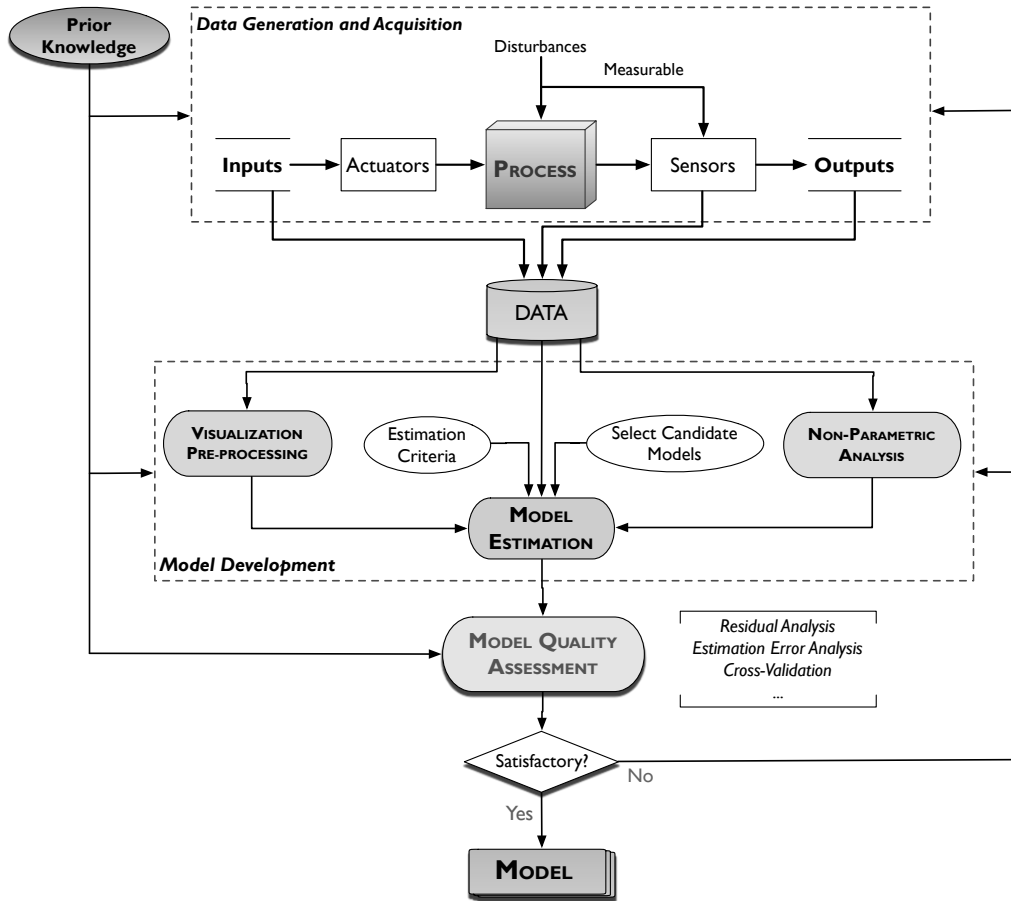 Prior
Knowledge
Data Generation and Acquisition
Disturbances
Measurable
Inputs
Actuators
PROCESS
Sensors
Outputs
DATA
VISUALIZATION
PRE-PROCESSING
Estimation
Criteria
Select Candidate
Models
NON-PARAMETRIC
ANALYSIS
MODEL
ESTIMATION
Model Development
MODEL QUALITY
ASSESSMENT
Residual Analysis
Estimation Error Analysis
Cross-Validation
...
Satisfactory?
No
Yes
MODEL